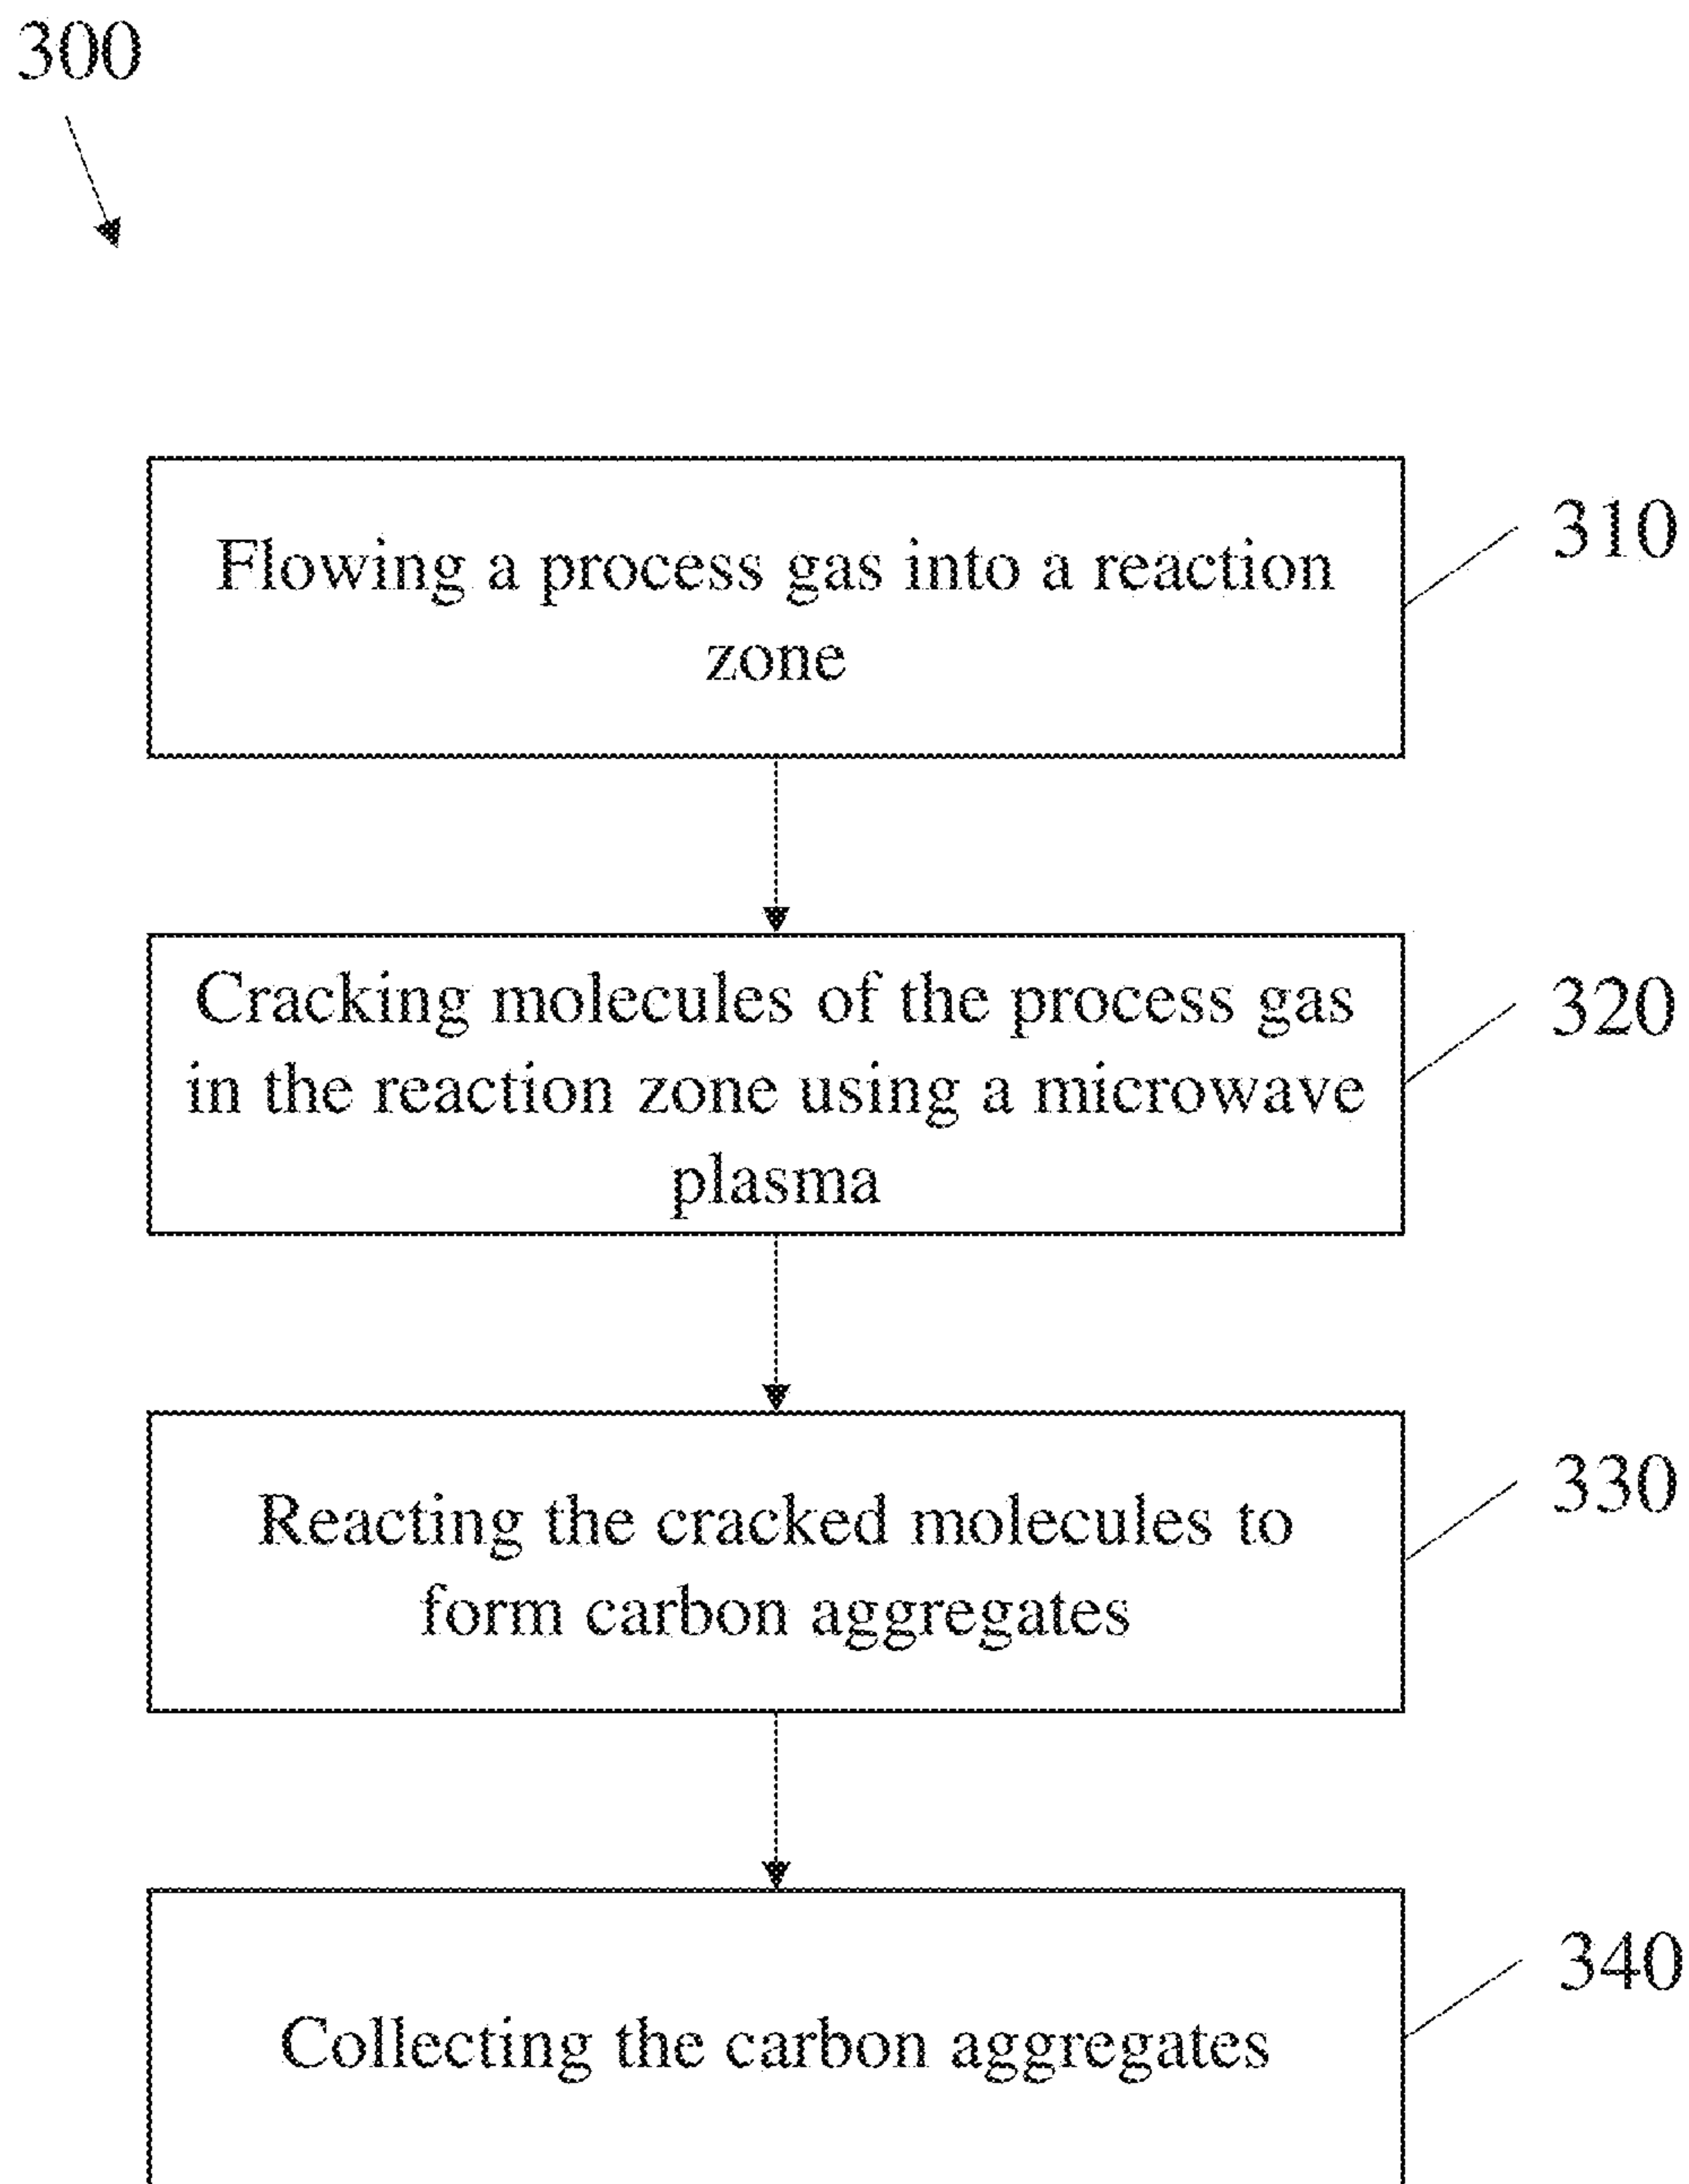 300
Flowing a process gas into a reaction
zone
310
Cracking molecules of the process gas
in the reaction zone using a microwave
plasma
320
Reacting the cracked molecules to
form carbon aggregates
330
Collecting the carbon aggregates
340